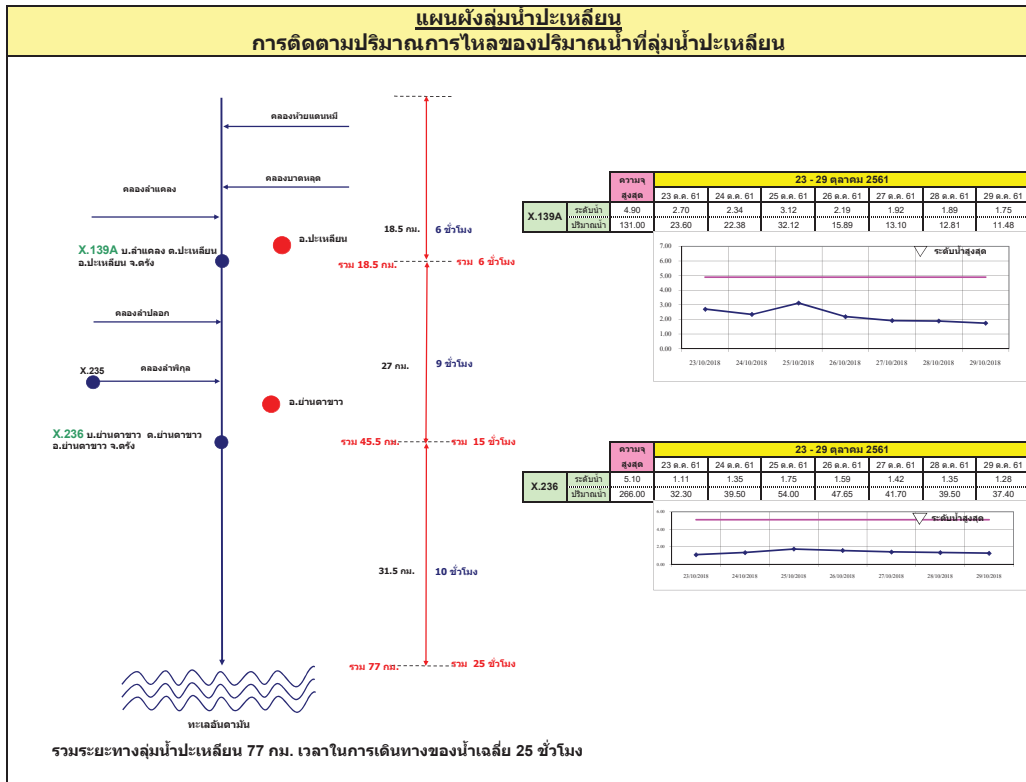 แผนผังลุ่มน้ำปะเหลียน
การติดตามปริมาณการไหลของปริมาณน้ำที่ลุ่มน้ำปะเหลียน
คลองห้วยแดนหมี
คลองบาตหลุด
คลองลำแคลง
18.5 กม. 6 ชั่วโมง
อ.ปะเหลียน
X.139A บ.ลำแคลง ต.ปะเหลียน
อ.ปะเหลียน จ.ตรัง
รวม 18.5 กม. รวม 6 ชั่วโมง
คลองลำปลอก
X.235 คลองลำพิกุล
27 กม. 9 ชั่วโมง
อ.ย่านตาขาว
X.236 บ.ย่านตาขาว ต.ย่านตาขาว
อ.ย่านตาขาว จ.ตรัง
รวม 45.5 กม. รวม 15 ชั่วโมง
31.5 กม. 10 ชั่วโมง
รวม 77 กม. รวม 25 ชั่วโมง
ทะเลอันดามัน
ความจุสูงสุด 23 - 29 ตุลาคม 2561
23 ต.ค. 61 24 ต.ค. 61 25 ต.ค. 61 26 ต.ค. 61 27 ต.ค. 61 28 ต.ค. 61 29 ต.ค. 61
X.139A ระดับน้ำ 4.90 2.70 2.34 3.12 2.19 1.92 1.89 1.75
ปริมาณน้ำ 131.00 23.60 22.38 32.12 15.89 13.10 12.81 11.48
ระดับน้ำสูงสุด
7.00
6.00
5.00
4.00
3.00
2.00
1.00
0.00
23/10/2018 24/10/2018 25/10/2018 26/10/2018 27/10/2018 28/10/2018 29/10/2018
ความจุสูงสุด 23 - 29 ตุลาคม 2561
23 ต.ค. 61 24 ต.ค. 61 25 ต.ค. 61 26 ต.ค. 61 27 ต.ค. 61 28 ต.ค. 61 29 ต.ค. 61
X.236 ระดับน้ำ 5.10 1.11 1.35 1.75 1.59 1.42 1.35 1.28
ปริมาณน้ำ 266.00 32.30 39.50 54.00 47.65 41.70 39.50 37.40
ระดับน้ำสูงสุด
6.00
4.00
2.00
0.00
23/10/2018 24/10/2018 25/10/2018 26/10/2018 27/10/2018 28/10/2018 29/10/2018
รวมระยะทางลุ่มน้ำปะเหลียน 77 กม. เวลาในการเดินทางของน้ำเฉลี่ย 25 ชั่วโมง